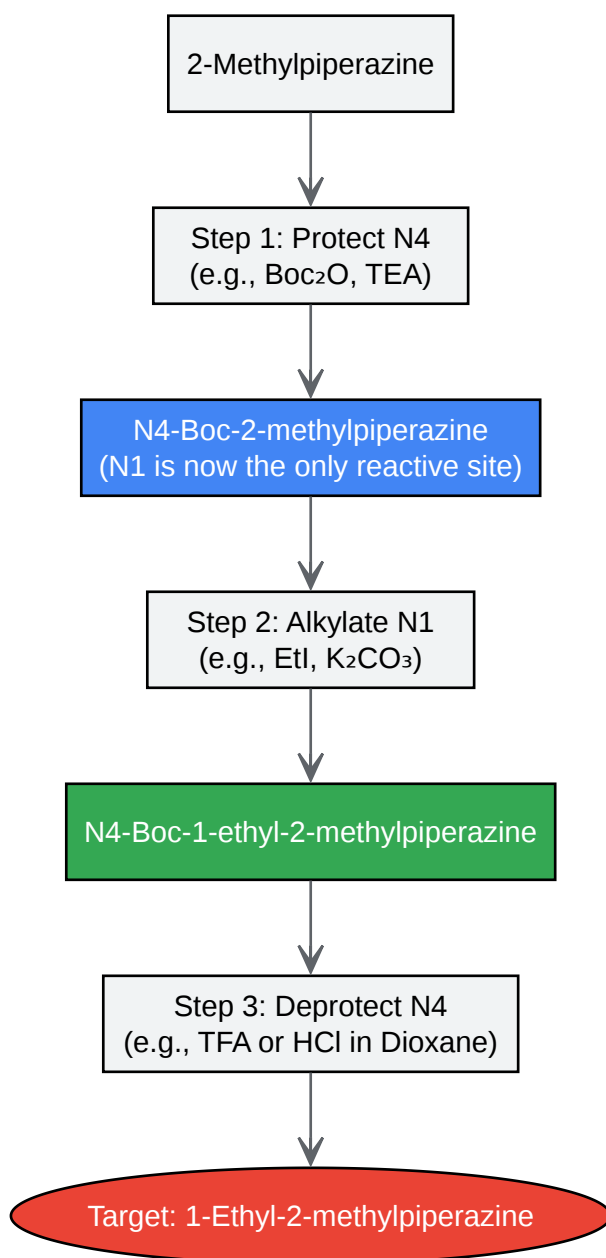 2-Methylpiperazine
Step 1: Protect N4
(e.g., Boc₂O, TEA)
N4-Boc-2-methylpiperazine
(N1 is now the only reactive site)
Step 2: Alkylate N1
(e.g., EtI, K₂CO₃)
N4-Boc-1-ethyl-2-methylpiperazine
Step 3: Deprotect N4
(e.g., TFA or HCl in Dioxane)
Target: 1-Ethyl-2-methylpiperazine